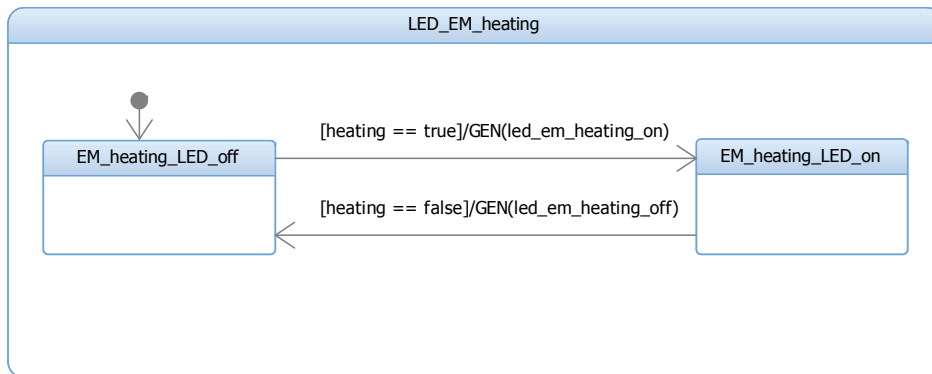 LED_EM_heating
[heating == true]/GEN(led_em_heating_on)
EM_heating_LED_off
EM_heating_LED_on
[heating == false]/GEN(led_em_heating_off)